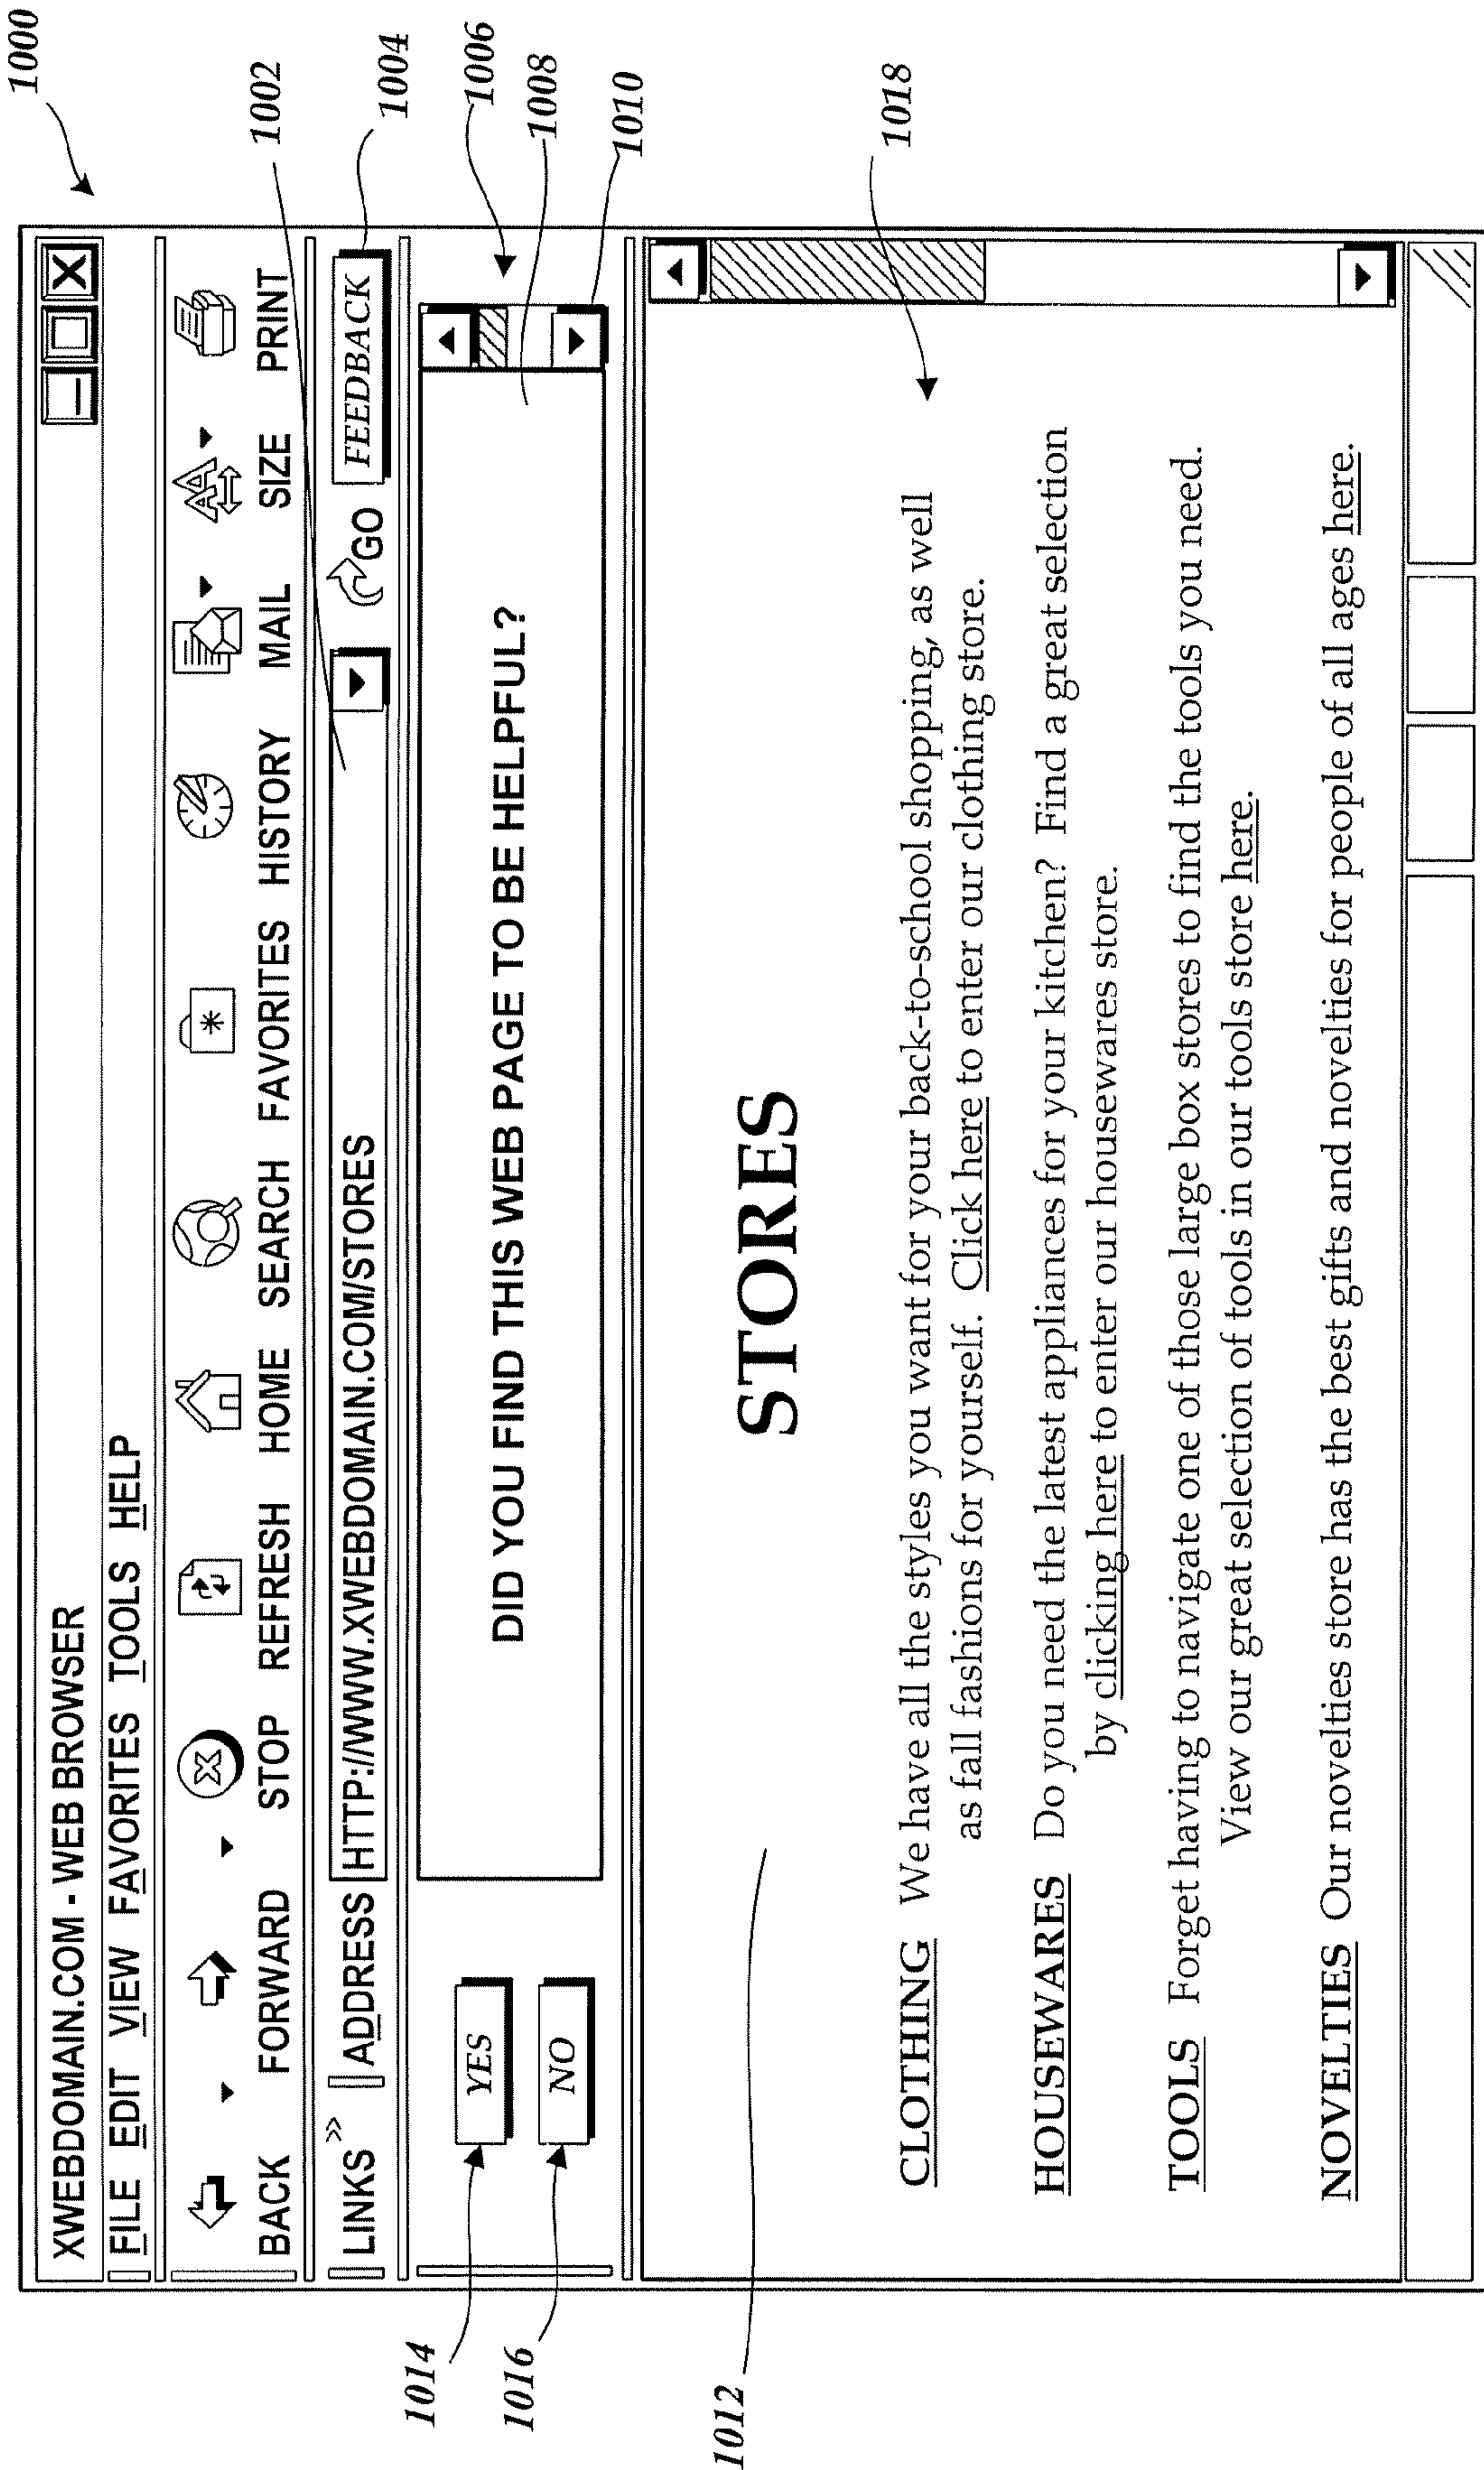 1000
XWEBDOMAIN.COM - WEB BROWSER
FILE EDIT VIEW FAVORITES TOOLS HELP
BACK FORWARD STOP REFRESH HOME SEARCH FAVORITES HISTORY MAIL SIZE PRINT
1002
LINKS » ADDRESS HTTP://WWW.XWEBDOMAIN.COM/STORES GO FEEDBACK
1004
1006
1008
1010
1014
YES
DID YOU FIND THIS WEB PAGE TO BE HELPFUL?
1016
NO
1012
STORES
1018
CLOTHING We have all the styles you want for your back-to-school shopping, as well
as fall fashions for yourself. Click here to enter our clothing store.
HOUSEWARES Do you need the latest appliances for your kitchen? Find a great selection
by clicking here to enter our housewares store.
TOOLS Forget having to navigate one of those large box stores to find the tools you need.
View our great selection of tools in our tools store here.
NOVELTIES Our novelties store has the best gifts and novelties for people of all ages here.